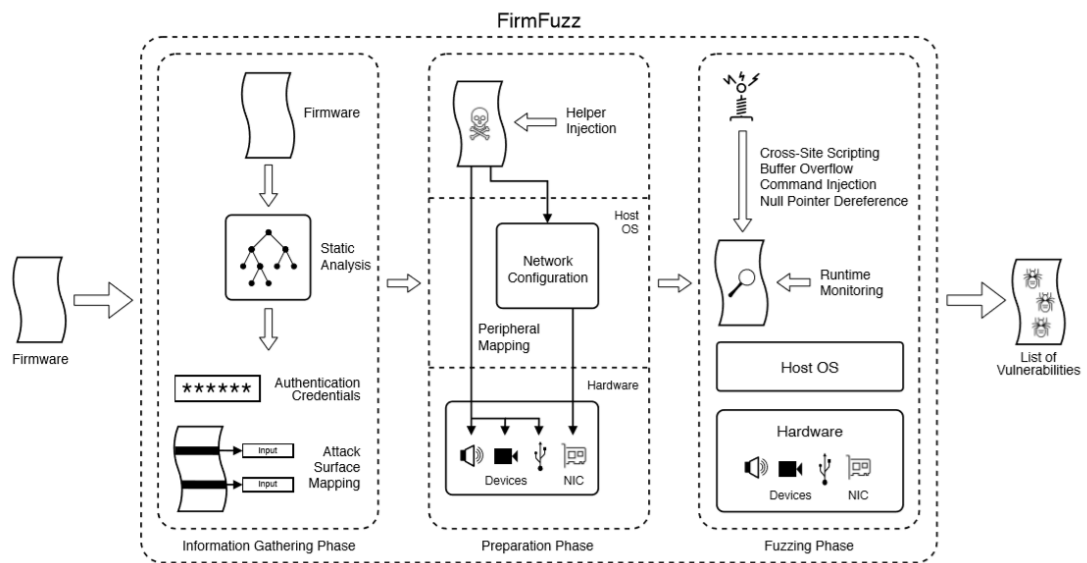 FirmFuzz
Firmware
Firmware
Static
Analysis
******
Authentication
Credentials
Input
Input
Attack
Surface
Mapping
Information Gathering Phase
Helper
Injection
Host
OS
Network
Configuration
Peripheral
Mapping
Hardware
Devices
NIC
Preparation Phase
Cross-Site Scripting
Buffer Overflow
Command Injection
Null Pointer Dereference
Runtime
Monitoring
Host OS
Hardware
Devices
NIC
Fuzzing Phase
List of
Vulnerabilities